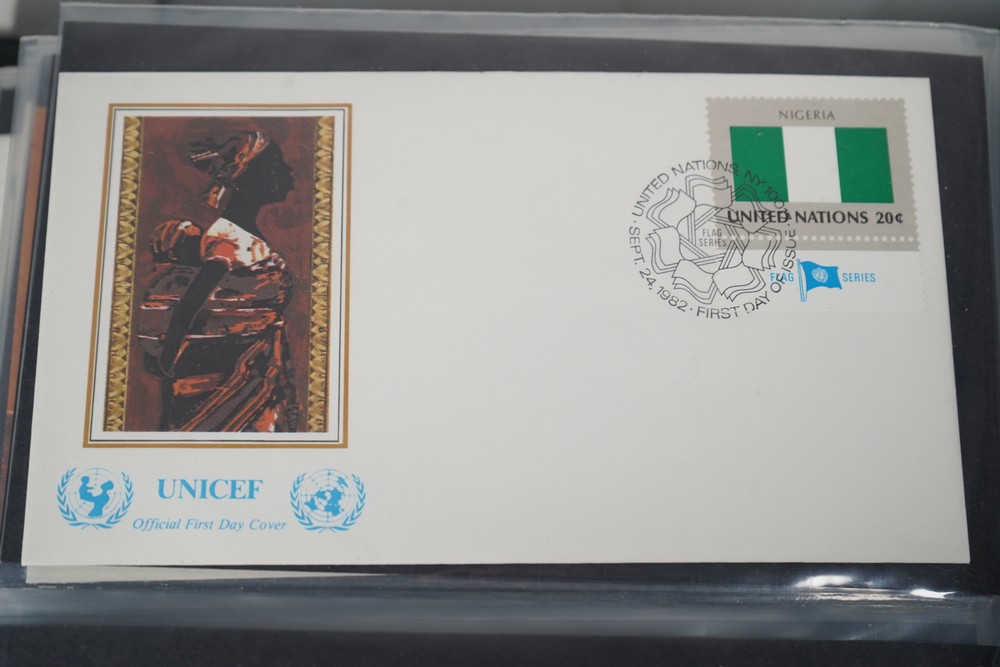 NIGERIA
UNITED NATIONS 20¢
FLAG SERIES
UNITED NATIONS, NY 100
SEPT. 24, 1982 · FIRST DAY OF ISSUE
FLAG
SERIES
UNICEF
Official First Day Cover